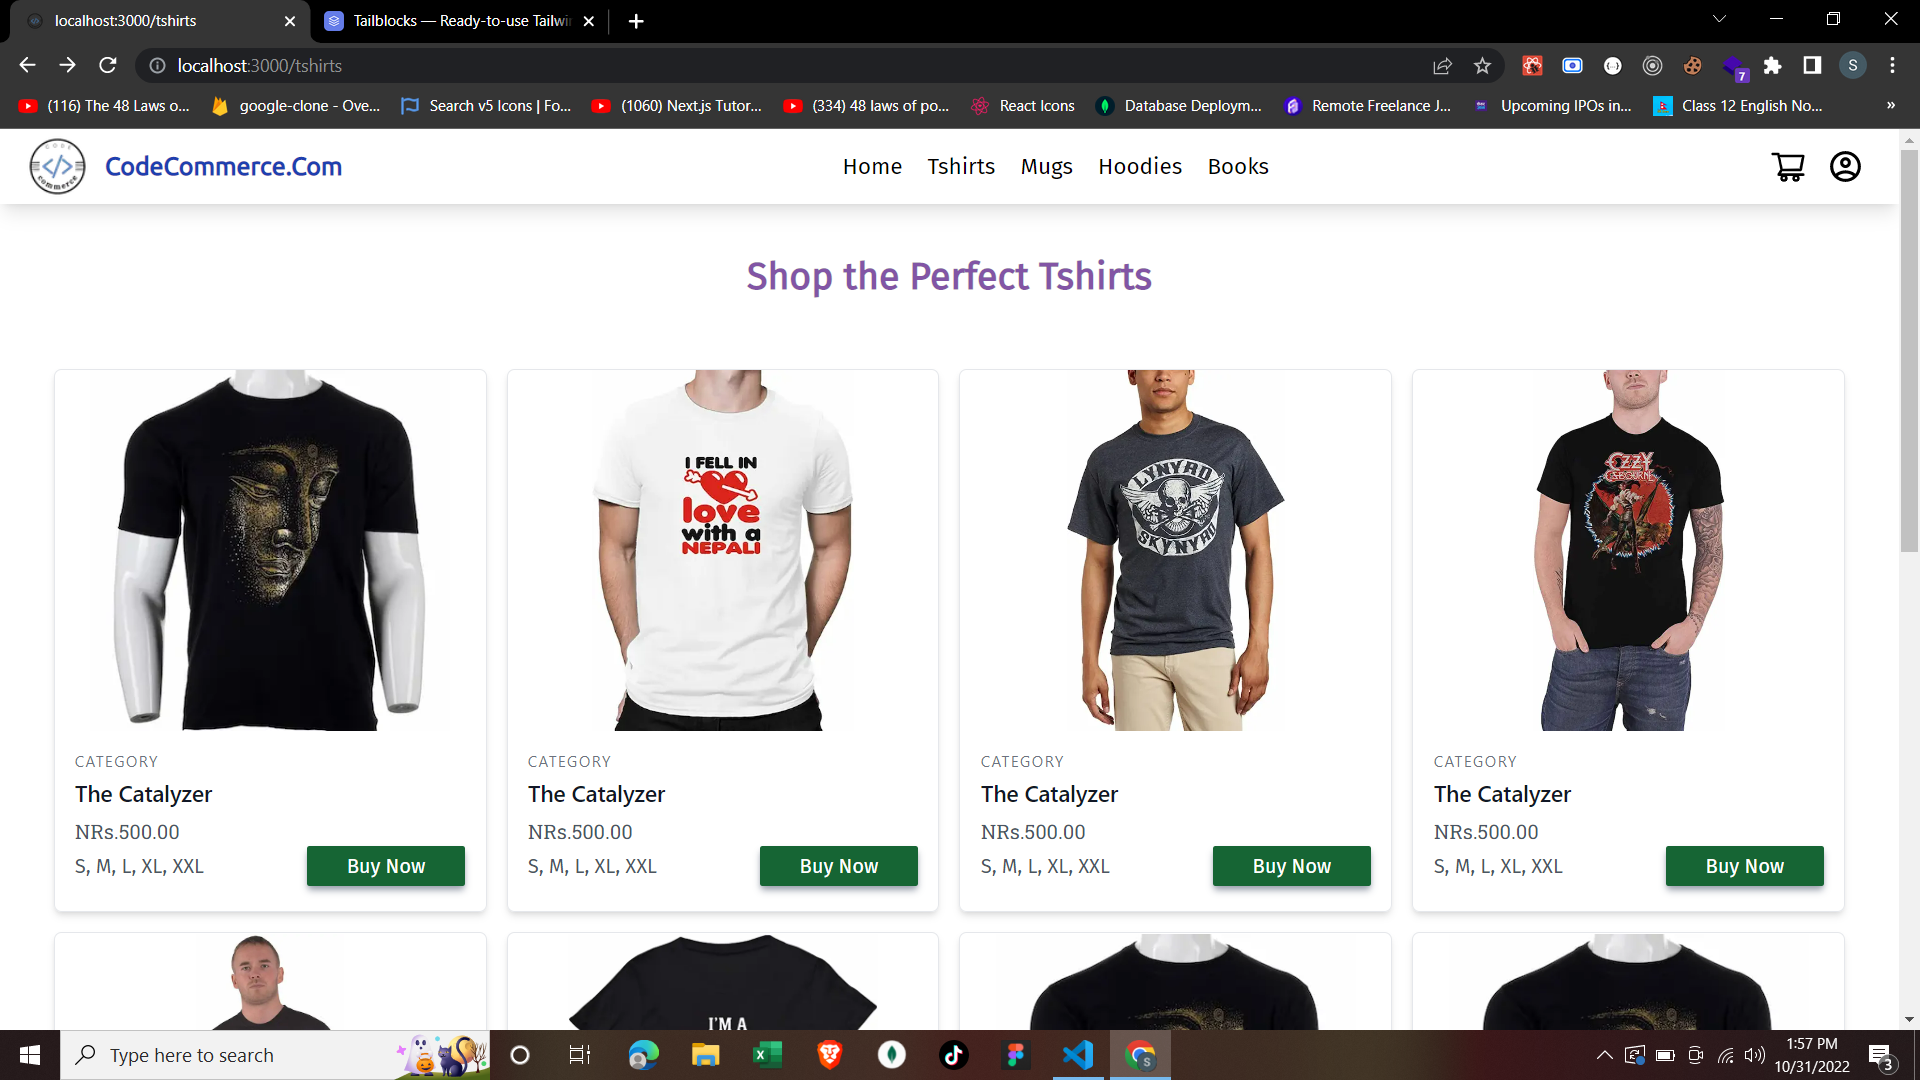 localhost:3000/tshirts
Tailblocks — Ready-to-use Tailwi
localhost:3000/tshirts
S
7
(116) The 48 Laws o...
google-clone - Ove...
Search v5 Icons | Fo...
(1060) Next.js Tutor...
(334) 48 laws of po...
React Icons
Database Deploym...
Remote Freelance J...
Upcoming IPOs in...
Class 12 English No...
»
CODE
</>
commerce
CodeCommerce.Com
Home
Tshirts
Mugs
Hoodies
Books
Shop the Perfect Tshirts
I FELL IN
love
with a
NEPALI
LYNYRD
SKYNYRD
OZZY
OSBOURNE
CATEGORY
The Catalyzer
NRs.500.00
S, M, L, XL, XXL
Buy Now
CATEGORY
The Catalyzer
NRs.500.00
S, M, L, XL, XXL
Buy Now
CATEGORY
The Catalyzer
NRs.500.00
S, M, L, XL, XXL
Buy Now
CATEGORY
The Catalyzer
NRs.500.00
S, M, L, XL, XXL
Buy Now
I'M A
Type here to search
S
1:57 PM
10/31/2022
3